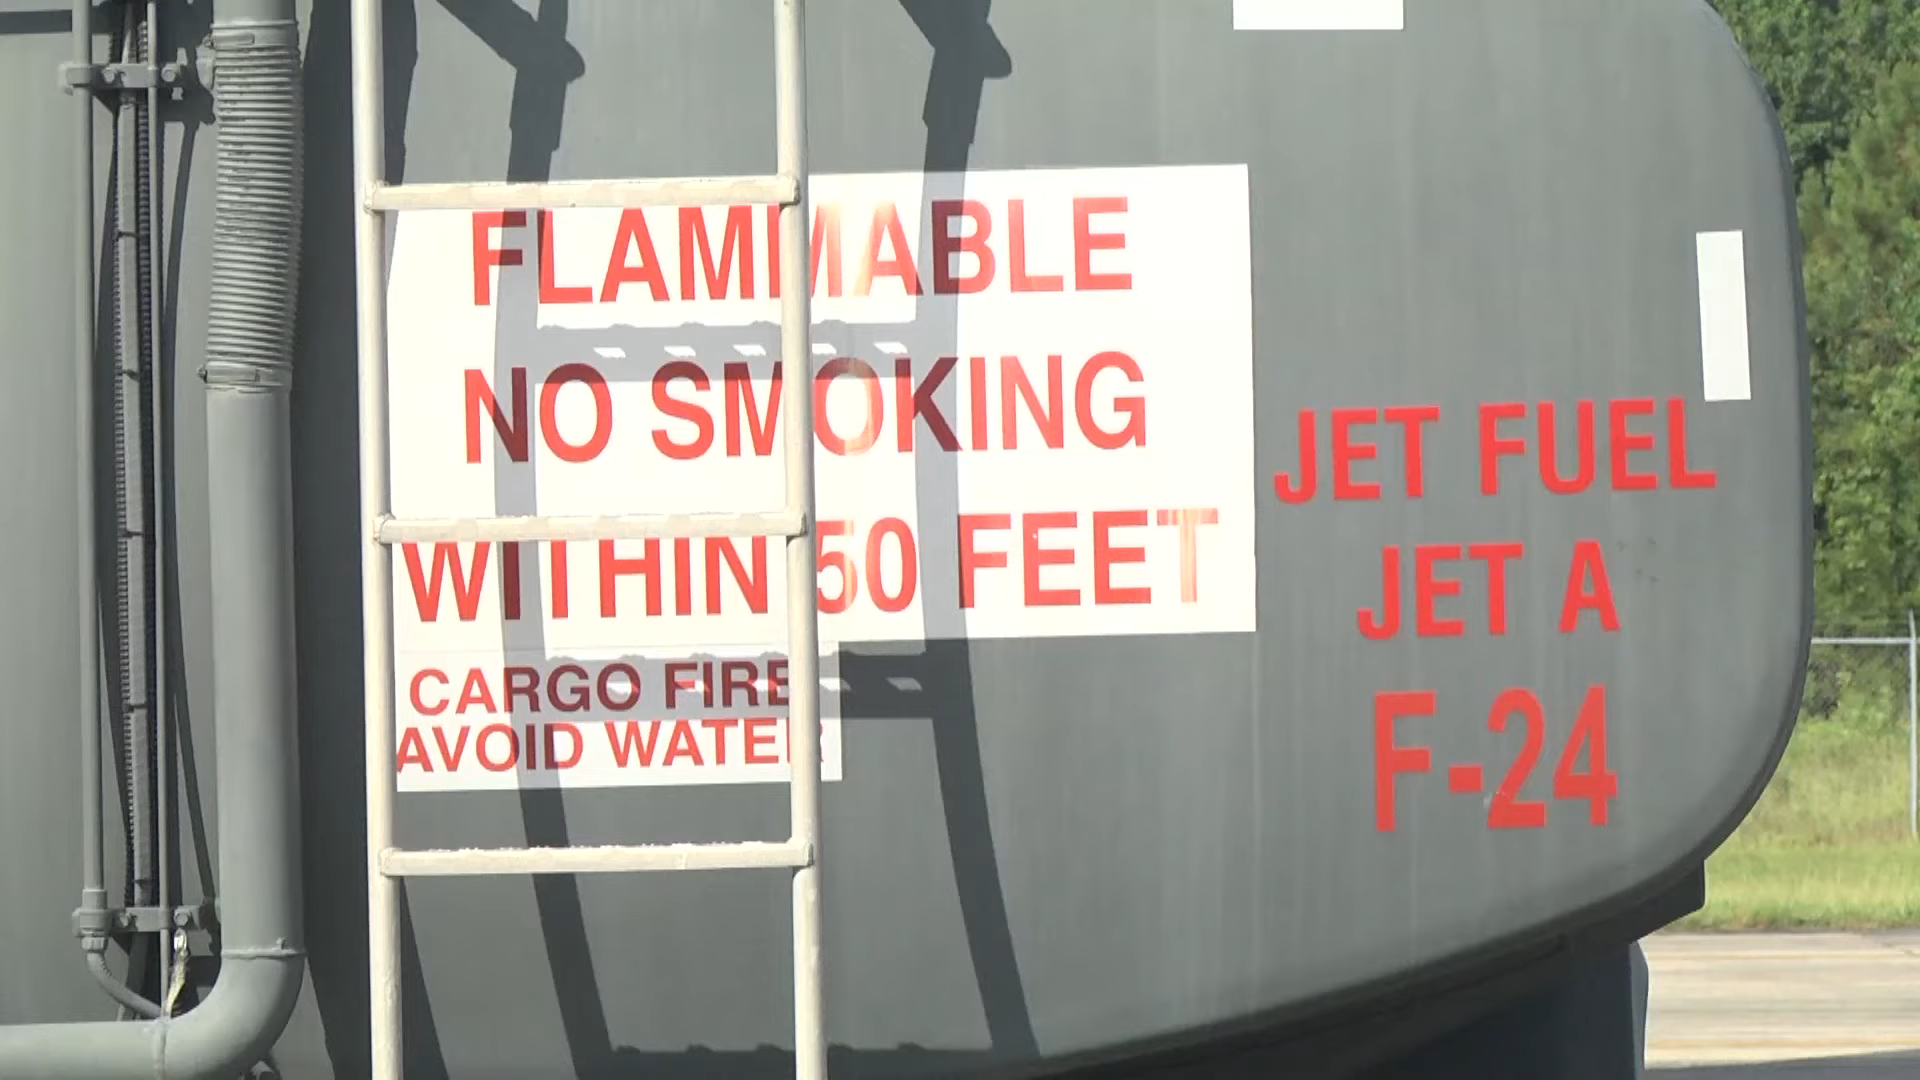 FLAMMABLE
NO SMOKING
WITHIN 50 FEET
CARGO FIRE
AVOID WATER
JET FUEL
JET A
F-24